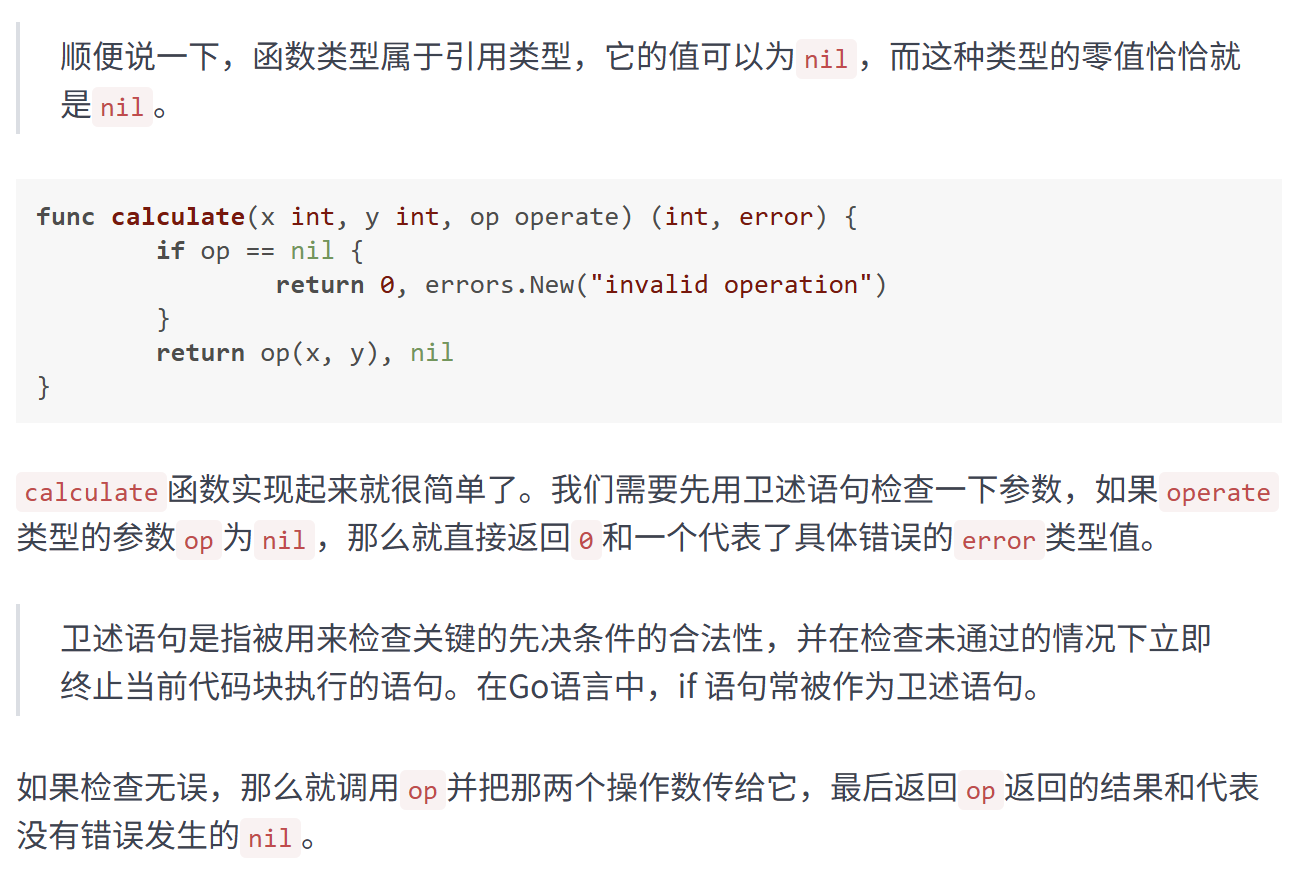 顺便说一下，函数类型属于引用类型，它的值可以为nil，而这种类型的零值恰恰就
是nil。
func calculate(x int, y int, op operate) (int, error) {
        if op == nil {
                return 0, errors.New("invalid operation")
        }
        return op(x, y), nil
}
calculate函数实现起来就很简单了。我们需要先用卫述语句检查一下参数，如果operate
类型的参数op为nil，那么就直接返回0和一个代表了具体错误的error类型值。
卫述语句是指被用来检查关键的先决条件的合法性，并在检查未通过的情况下立即
终止当前代码块执行的语句。在Go语言中，if 语句常被作为卫述语句。
如果检查无误，那么就调用op并把那两个操作数传给它，最后返回op返回的结果和代表
没有错误发生的nil。